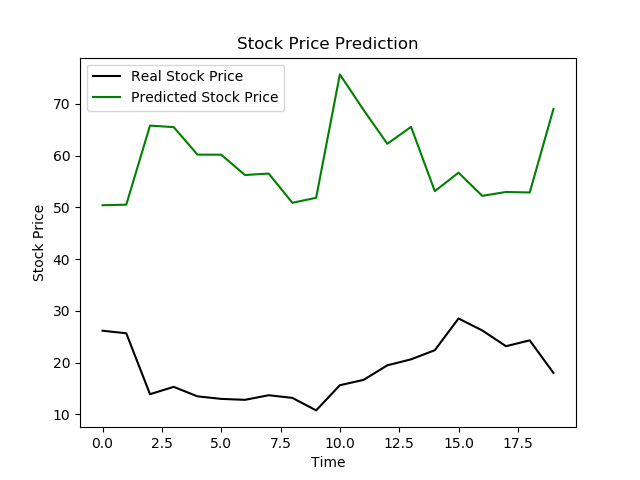 Stock Price Prediction
Real Stock Price
Predicted Stock Price
70
60
50
40
30
20
10
Stock Price
0.0 2.5 5.0 7.5 10.0 12.5 15.0 17.5
Time